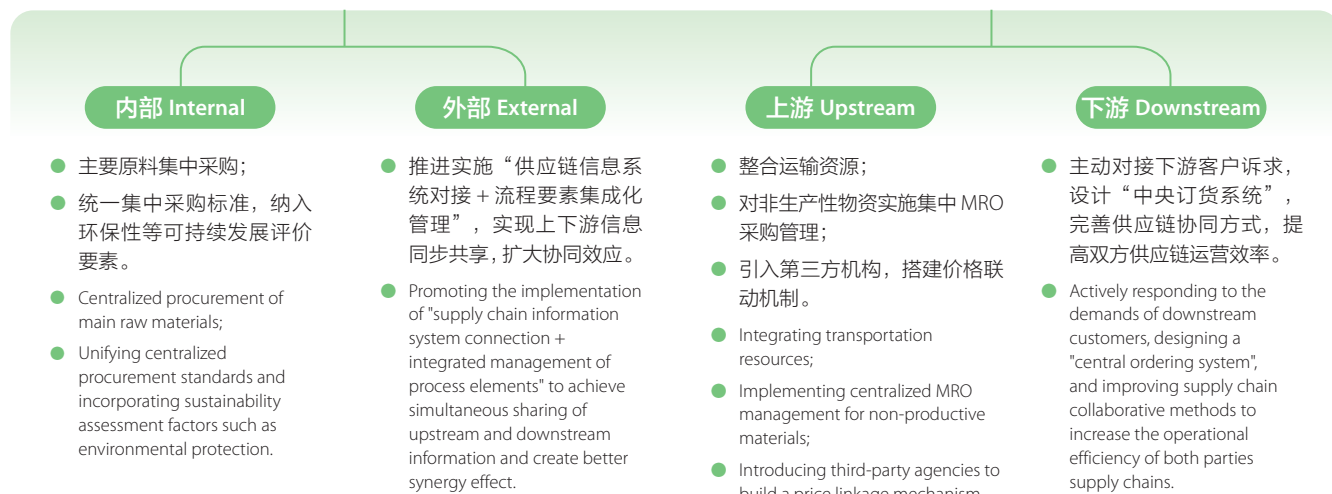 内部 Internal
主要原料集中采购；
统一集中采购标准，纳入
环保性等可持续发展评价
要素。
Centralized procurement of
main raw materials;
Unifying centralized
procurement standards and
incorporating sustainability
assessment factors such as
environmental protection.
外部 External
推进实施“供应链信息系
统对接 + 流程要素集成化
管理”，实现上下游信息
同步共享，扩大协同效应。
Promoting the implementation
of "supply chain information
system connection +
integrated management of
process elements" to achieve
simultaneous sharing of
upstream and downstream
information and create better
synergy effect.
上游 Upstream
整合运输资源；
对非生产性物资实施集中 MRO
采购管理；
引入第三方机构，搭建价格联
动机制。
Integrating transportation
resources;
Implementing centralized MRO
management for non-productive
materials;
Introducing third-party agencies to
build a price linkage mechanism
下游 Downstream
主动对接下游客户诉求，
设计“中央订货系统”，
完善供应链协同方式，提
高双方供应链运营效率。
Actively responding to the
demands of downstream
customers, designing a
"central ordering system",
and improving supply chain
collaborative methods to
increase the operational
efficiency of both parties
supply chains.